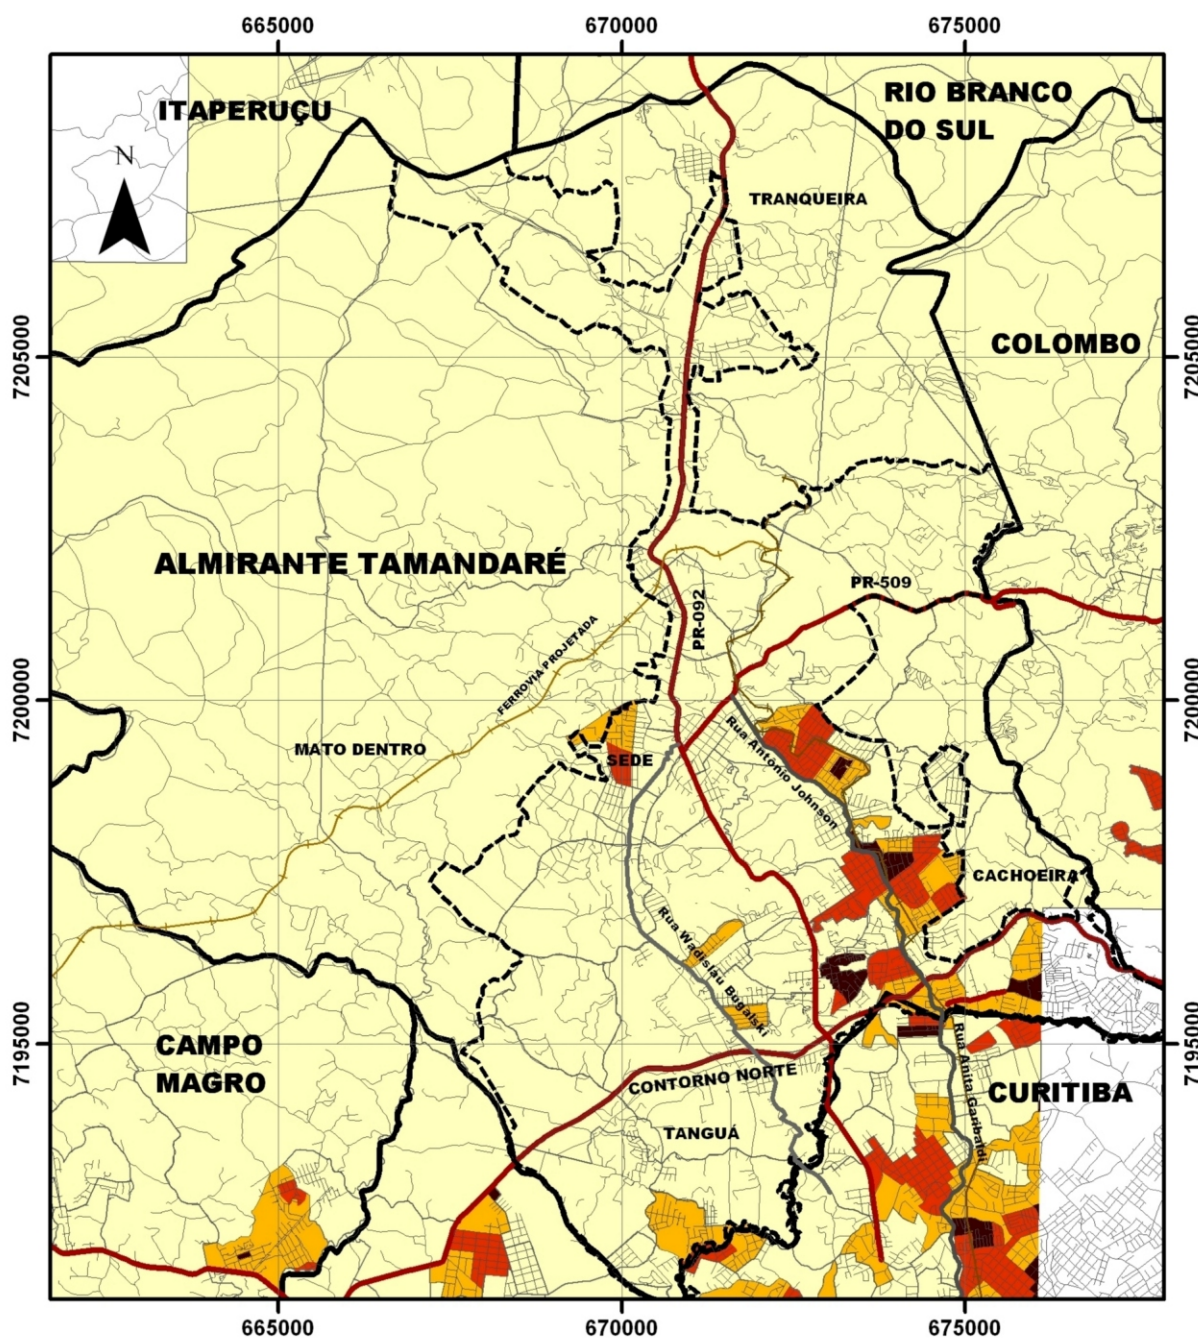 665000
670000
675000
ITAPERUÇU
RIO BRANCO
DO SUL
N
TRANQUEIRA
7205000
COLOMBO
7205000
ALMIRANTE TAMANDARÉ
PR-509
PR-092
FERROVIA PROJETADA
7200000
7200000
MATO DENTRO
SEDE
Rua Antônio Johnson
CACHOEIRA
Rua Wadislau Bugalski
7195000
CAMPO
MAGRO
CONTORNO NORTE
Rua Anita Garibaldi
7195000
CURITIBA
TANGUÁ
665000
670000
675000